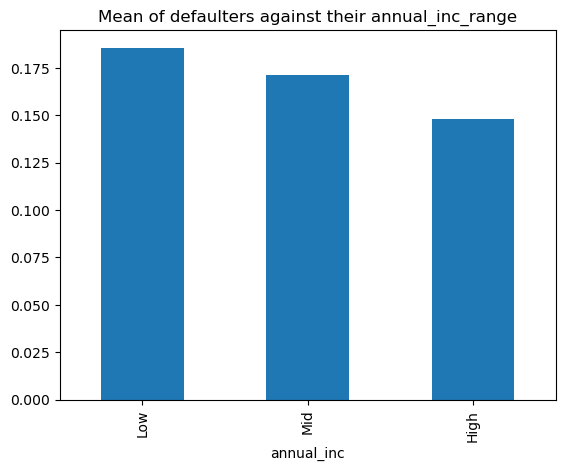 Mean of defaulters against their annual_inc_range
0.175
0.150
0.125
0.100
0.075
0.050
0.025
0.000
Low
Mid
High
annual_inc